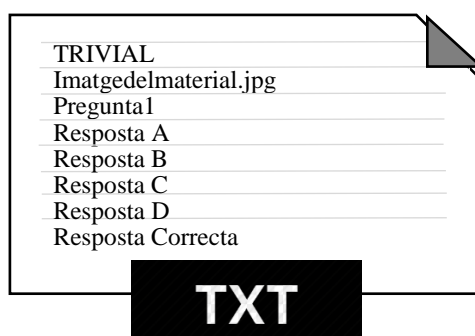 TRIVIAL
Imatgedelmaterial.jpg
Pregunta1
Resposta A
Resposta B
Resposta C
Resposta D
Resposta Correcta
TXT